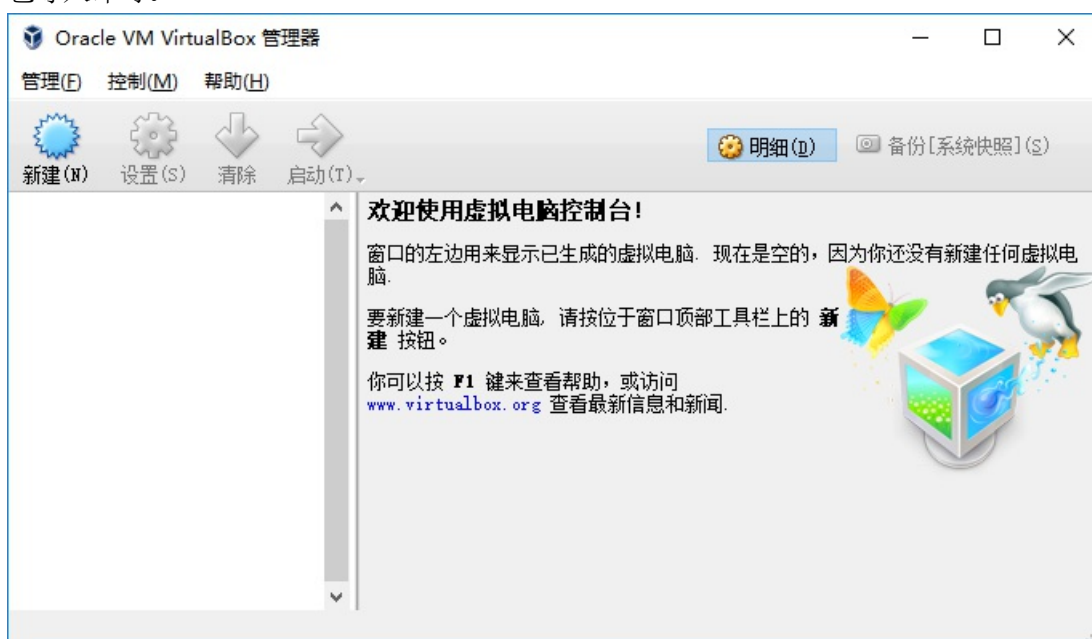 Oracle VM VirtualBox 管理器
管理(F) 控制(M) 帮助(H)
新建(N) 设置(S) 清除 启动(T) 明细(D) 备份[系统快照](S)
欢迎使用虚拟电脑控制台!
窗口的左边用来显示已生成的虚拟电脑. 现在是空的，因为你还没有新建任何虚拟电
脑.
要新建一个虚拟电脑, 请按位于窗口顶部工具栏上的 新
建 按钮。
你可以按 F1 键来查看帮助，或访问
www.virtualbox.org 查看最新信息和新闻.